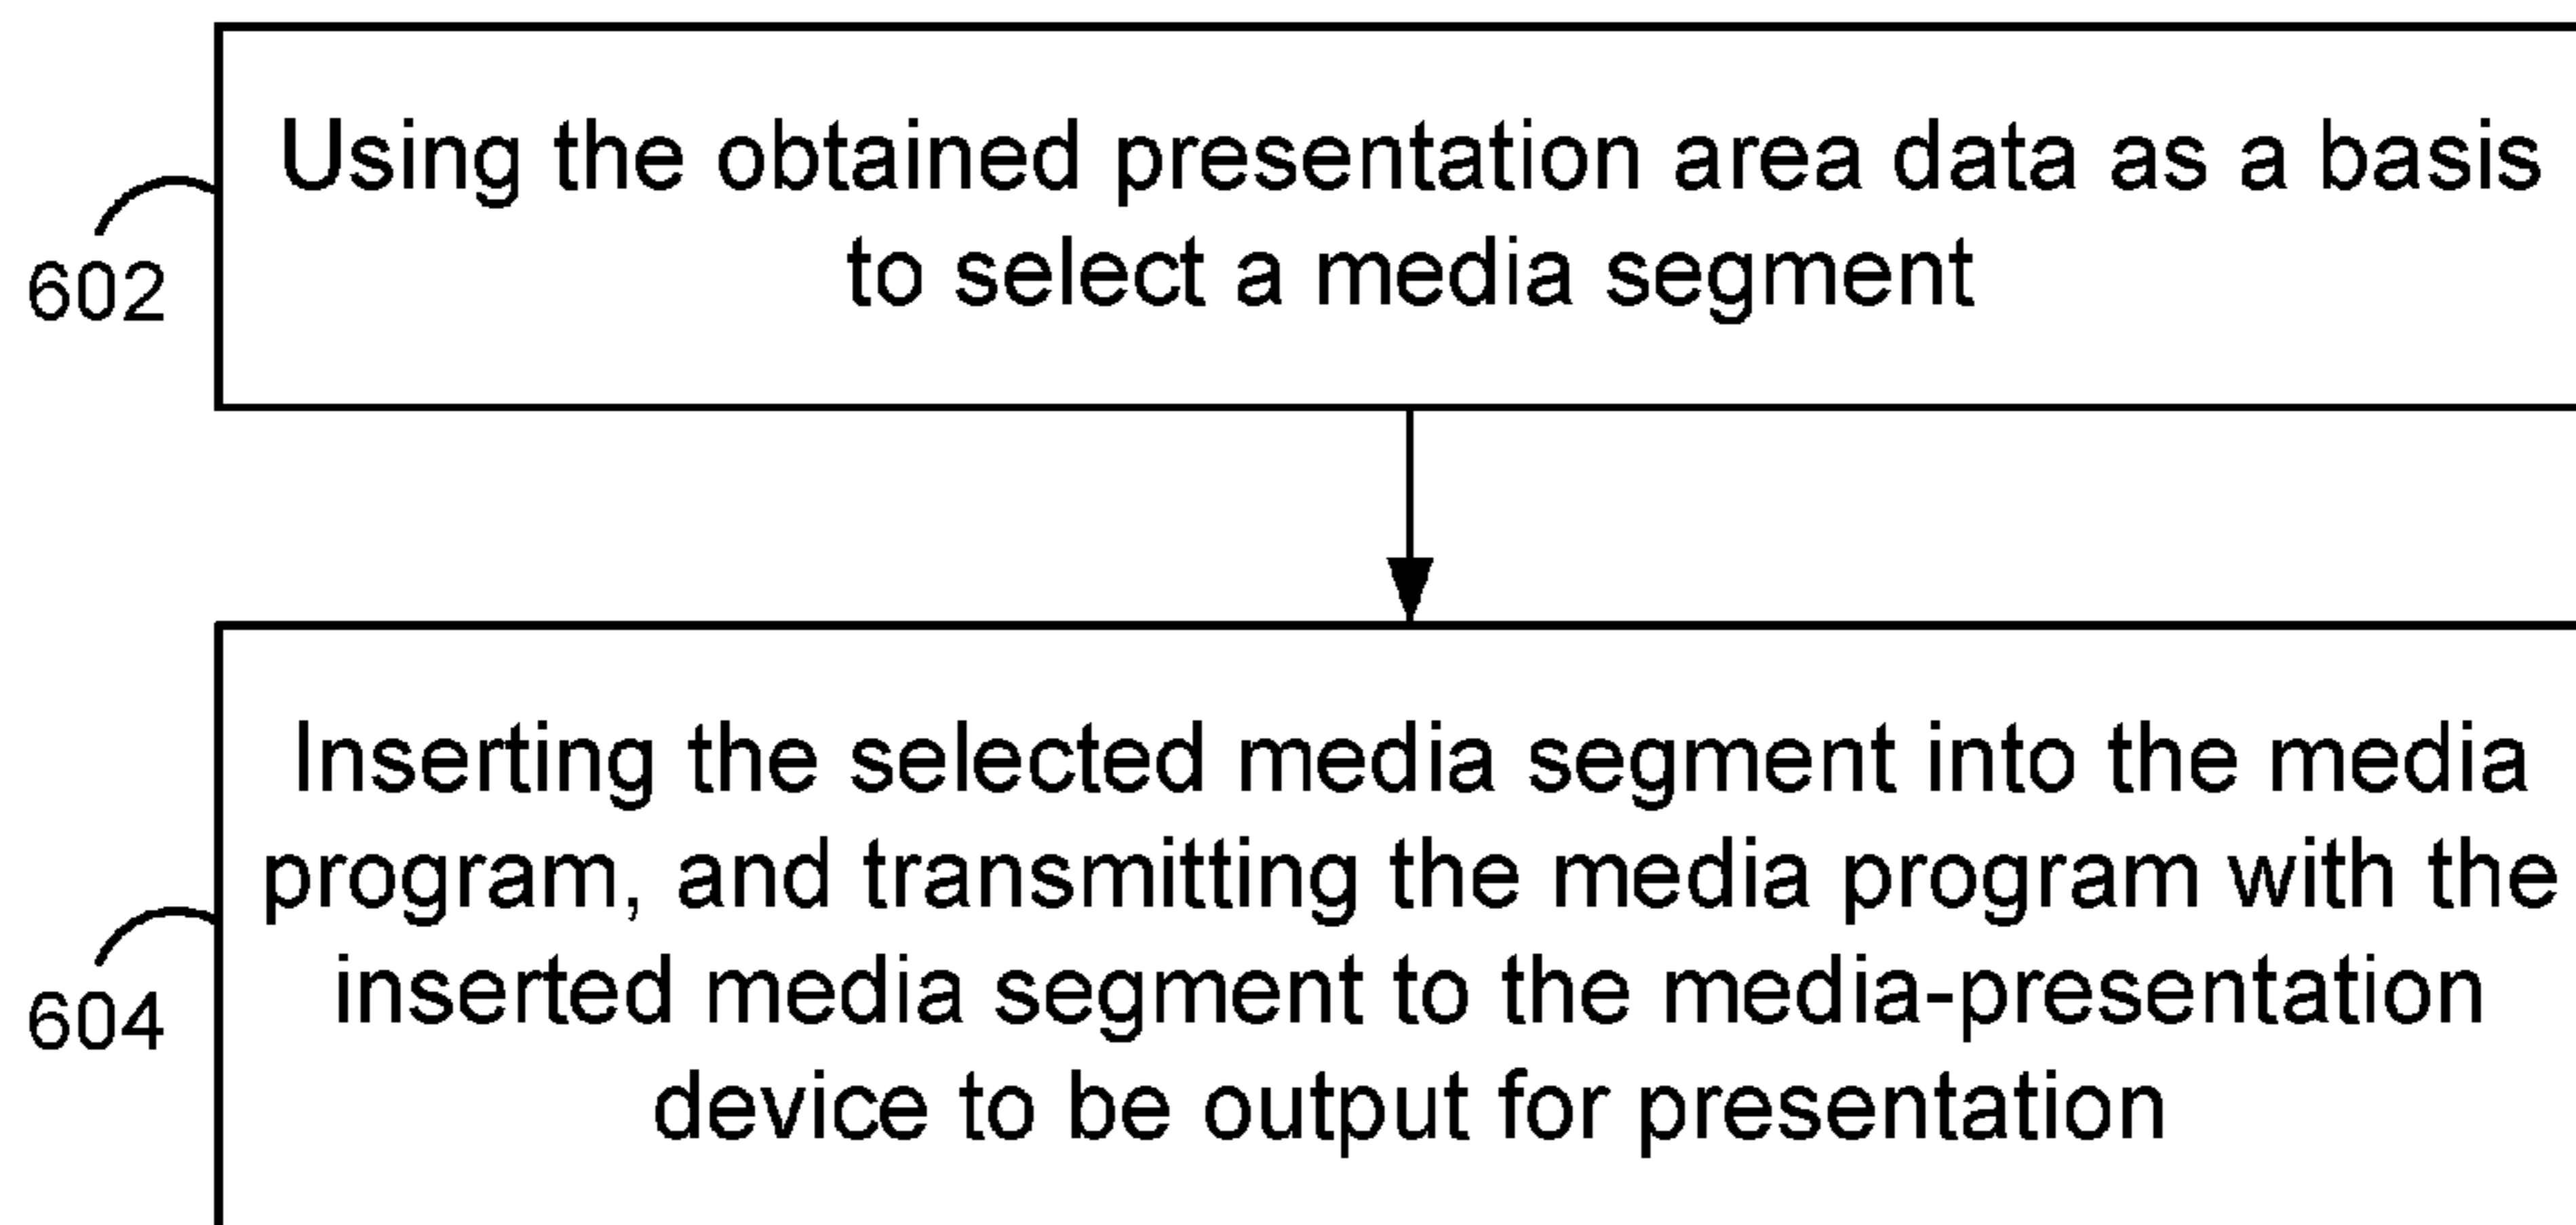 Using the obtained presentation area data as a basis
to select a media segment
602
Inserting the selected media segment into the media
program, and transmitting the media program with the
inserted media segment to the media-presentation
device to be output for presentation
604